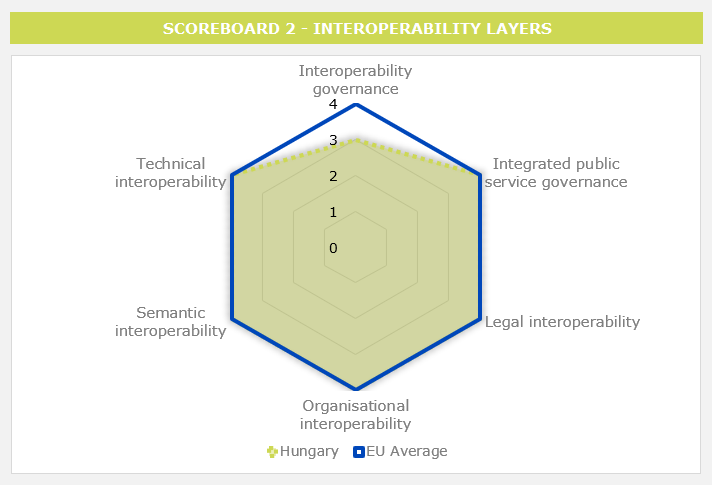 SCOREBOARD 2 - INTEROPERABILITY LAYERS
Interoperability
governance
4
3
2
1
0
Integrated public
service governance
Legal interoperability
Organisational
interoperability
Semantic
interoperability
Technical
interoperability
Hungary
EU Average